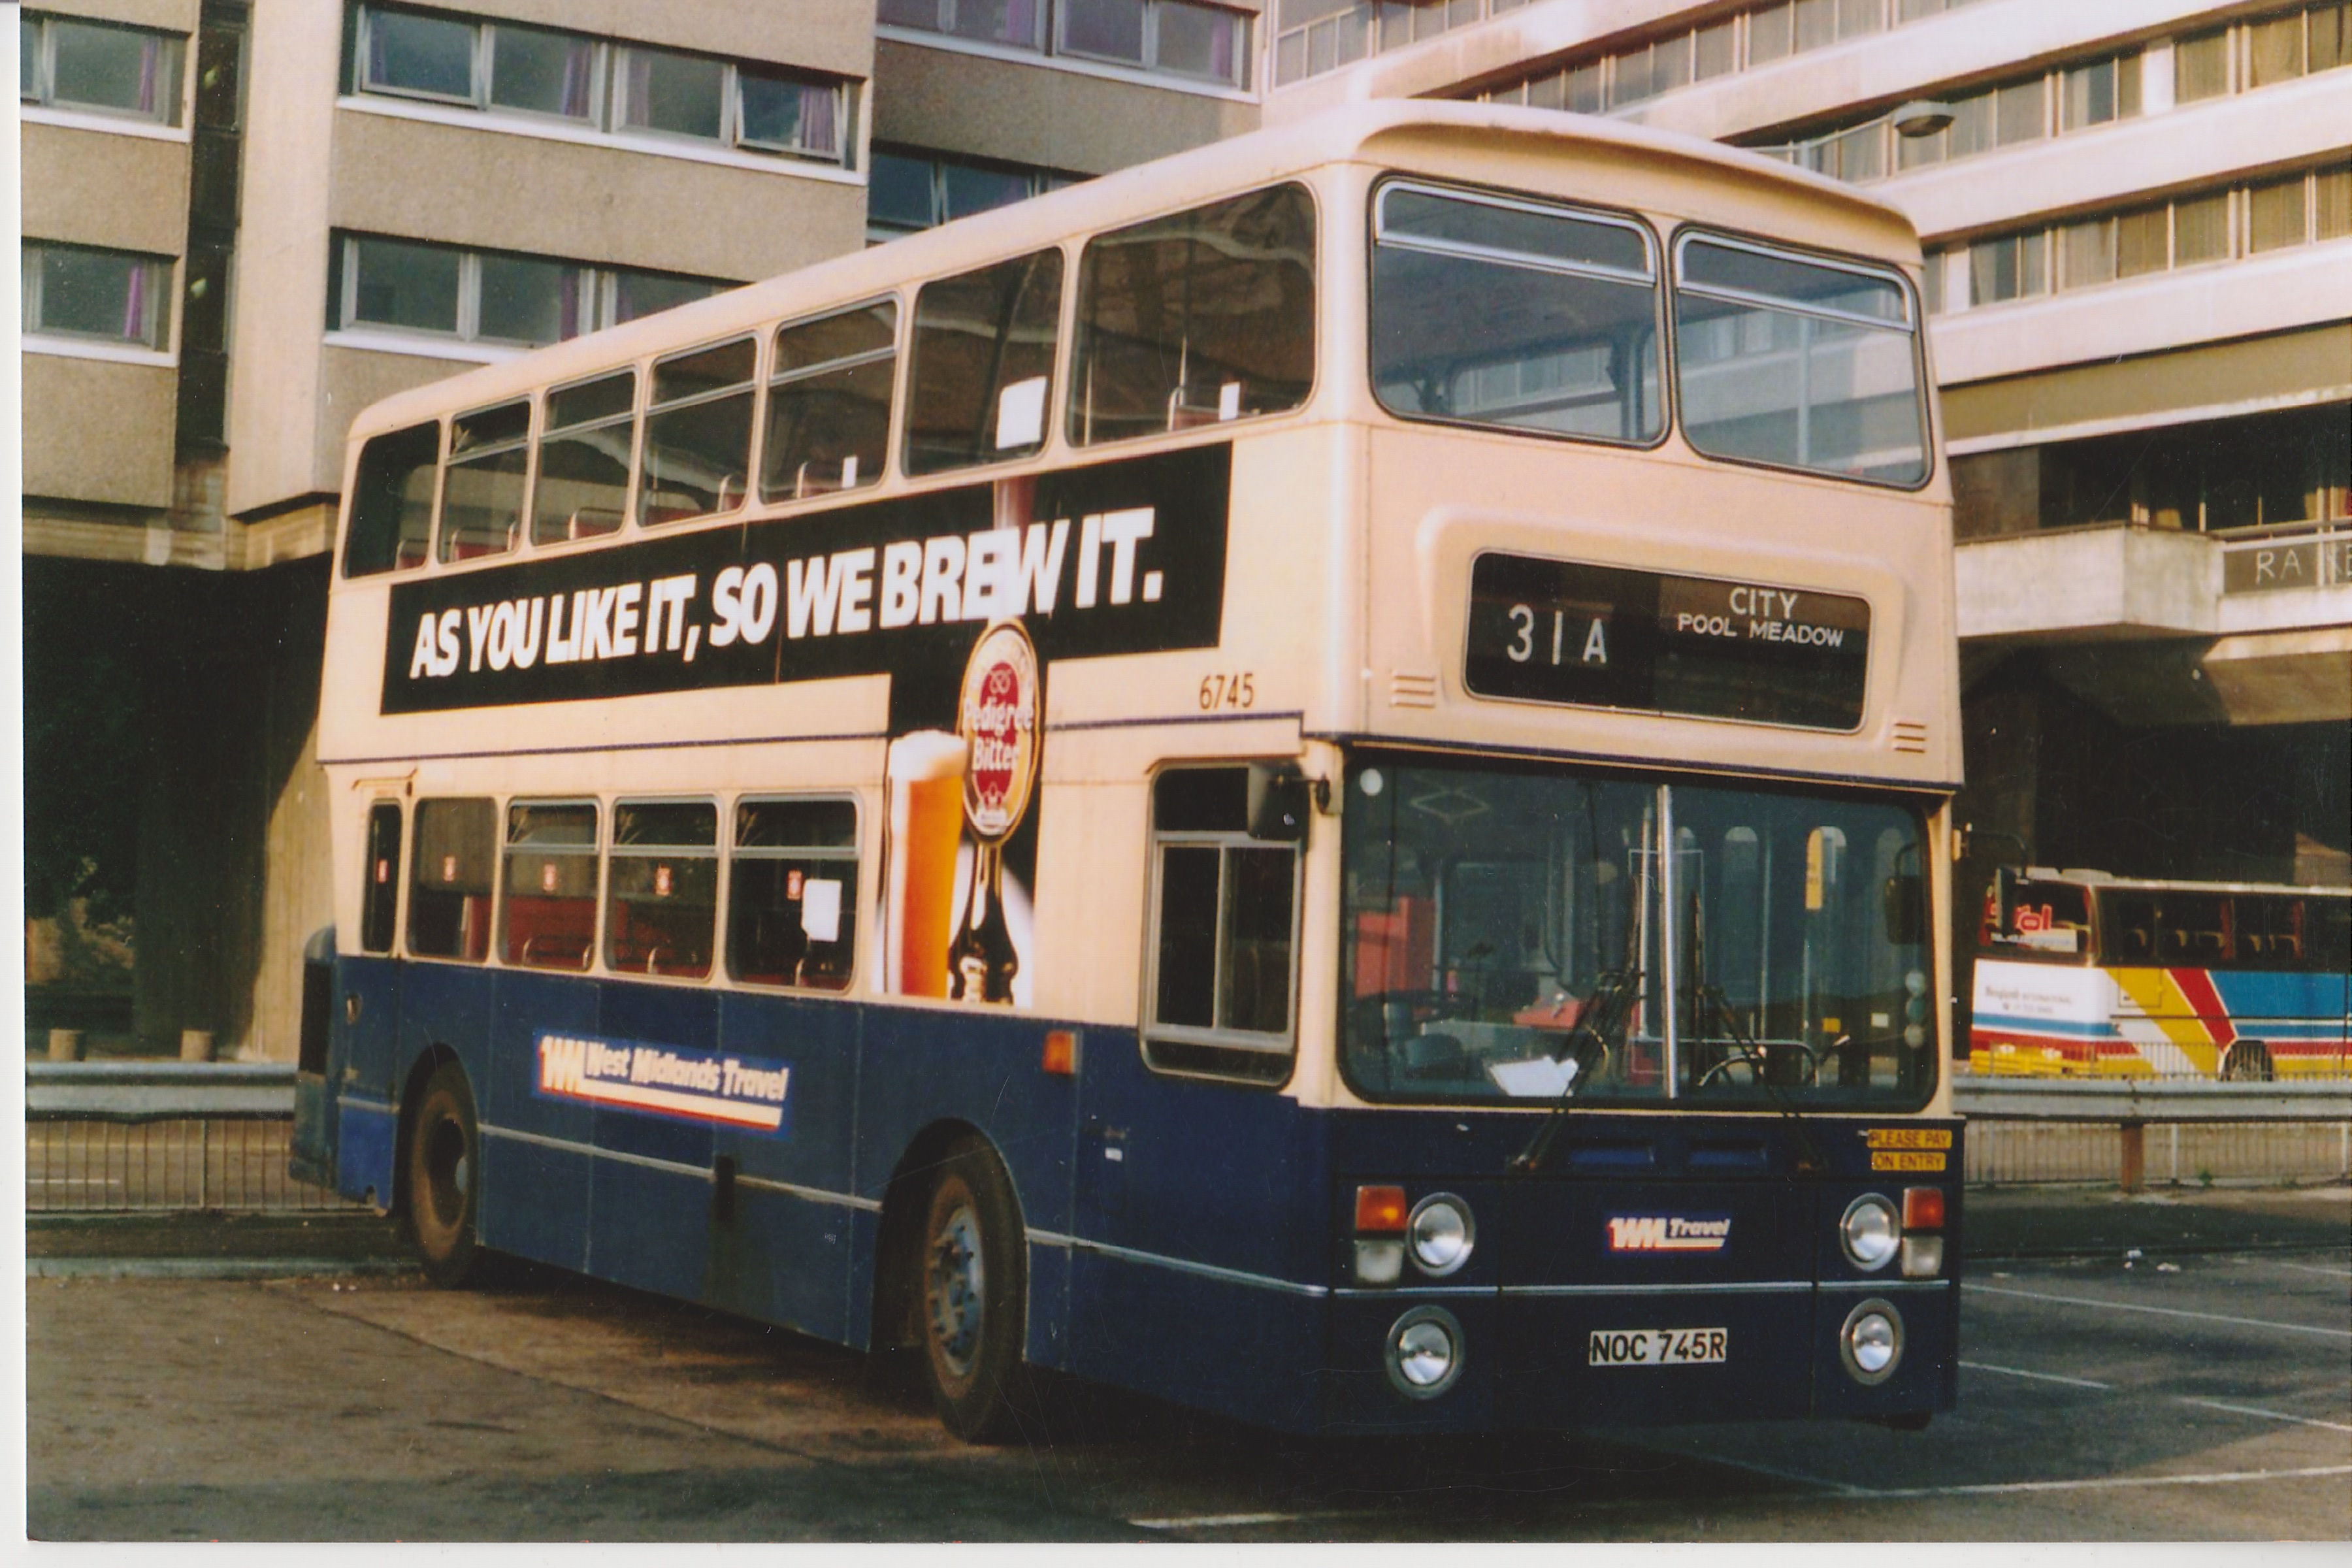 AS YOU LIKE IT, SO WE BREW IT.
Pedigree
Bitter
6745
31A
CITY
POOL MEADOW
WM West Midlands Travel
PLEASE PAY
ON ENTRY
WM Travel
NOC 745R